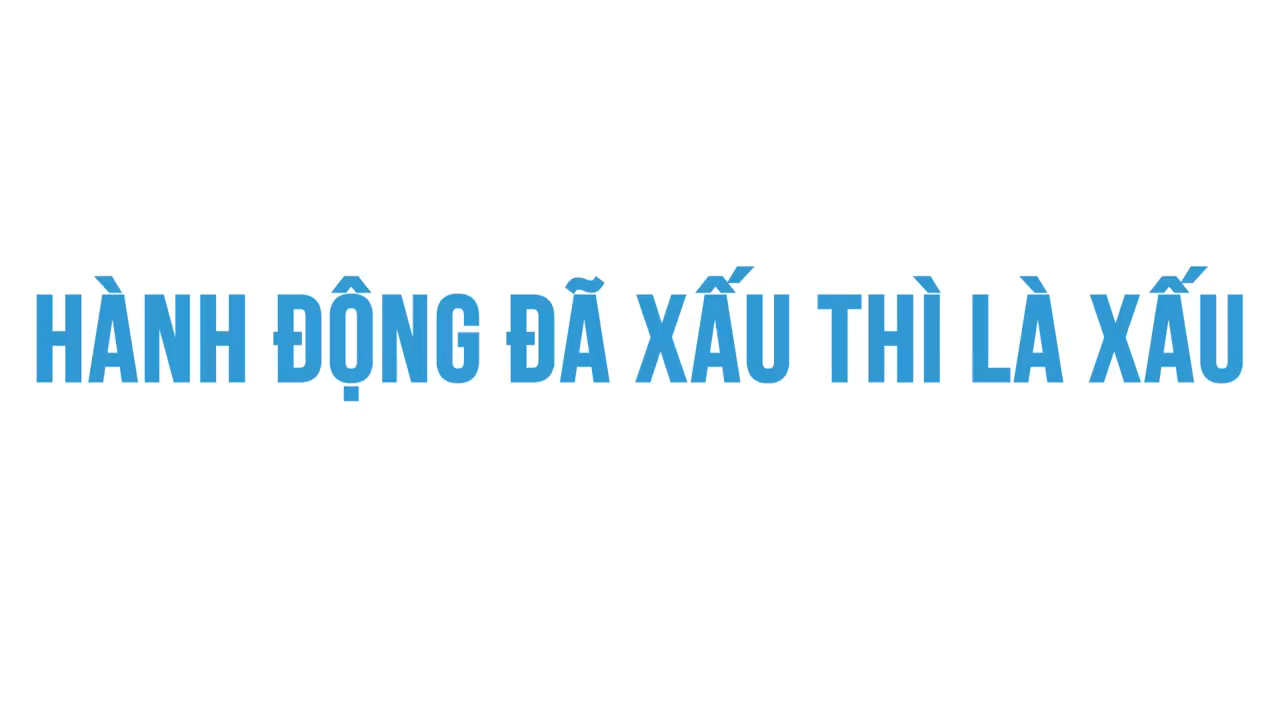 HÀNH ĐỘNG ĐÃ XẤU THÌ LÀ XẤU